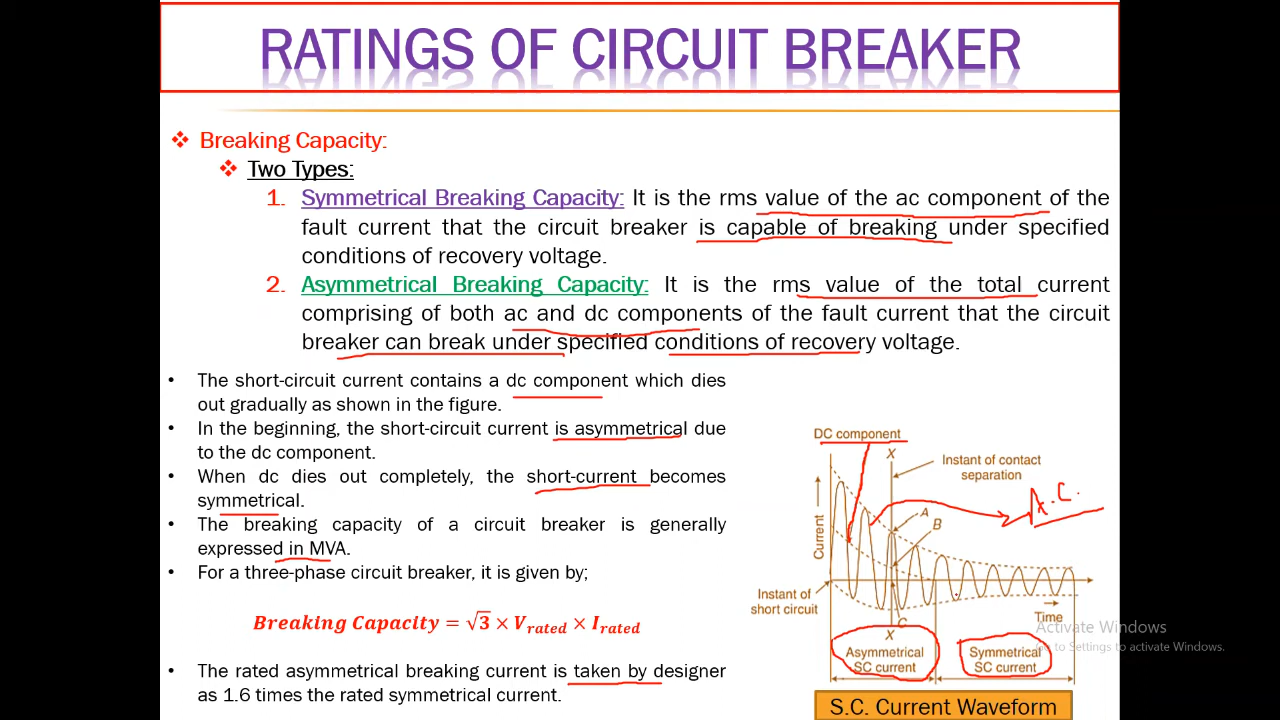 RATINGS OF CIRCUIT BREAKER
❖ Breaking Capacity:
❖ Two Types:
1. Symmetrical Breaking Capacity: It is the rms value of the ac component of the
fault current that the circuit breaker is capable of breaking under specified
conditions of recovery voltage.
2. Asymmetrical Breaking Capacity: It is the rms value of the total current
comprising of both ac and dc components of the fault current that the circuit
breaker can break under specified conditions of recovery voltage.
• The short-circuit current contains a dc component which dies
out gradually as shown in the figure.
• In the beginning, the short-circuit current is asymmetrical due
to the dc component.
• When dc dies out completely, the short-current becomes
symmetrical.
• The breaking capacity of a circuit breaker is generally
expressed in MVA.
• For a three-phase circuit breaker, it is given by;
Breaking Capacity = √3 × V_rated × I_rated
• The rated asymmetrical breaking current is taken by designer
as 1.6 times the rated symmetrical current.
DC component
X
Instant of contact
separation
A.C.
A
B
Current
Instant of
short circuit
C
Time
X
Asymmetrical
SC current
Symmetrical
SC current
S.C. Current Waveform
Activate Windows
Go to Settings to activate Windows.